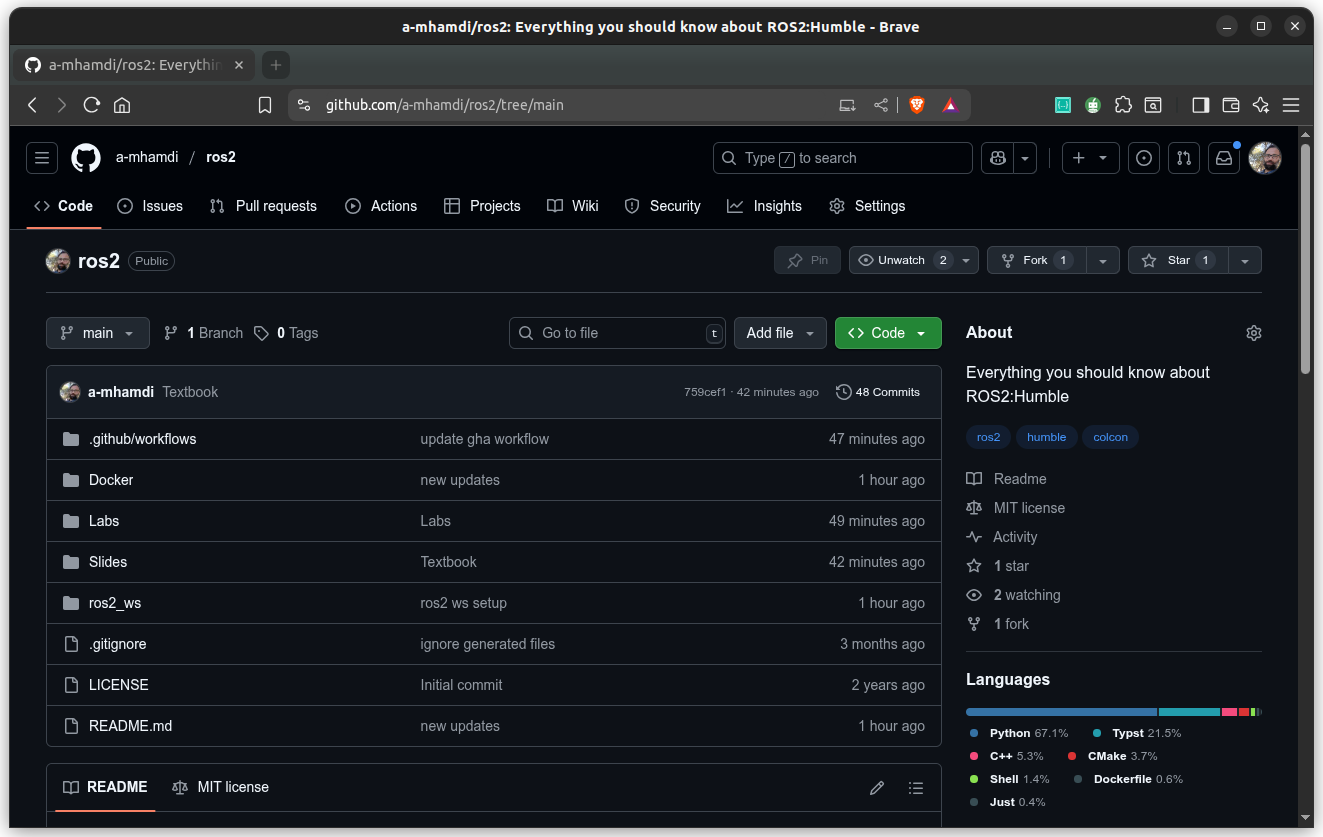 a-mhamdi/ros2: Everything you should know about ROS2:Humble - Brave
a-mhamdi/ros2: Everythin
github.com/a-mhamdi/ros2/tree/main
a-mhamdi / ros2
Type / to search
Code Issues Pull requests Actions Projects Wiki Security Insights Settings
ros2 Public
Pin Unwatch 2 Fork 1 Star 1
main 1 Branch 0 Tags Go to file t Add file Code
a-mhamdi Textbook 759cef1 · 42 minutes ago 48 Commits
.github/workflows update gha workflow 47 minutes ago
Docker new updates 1 hour ago
Labs Labs 49 minutes ago
Slides Textbook 42 minutes ago
ros2_ws ros2 ws setup 1 hour ago
.gitignore ignore generated files 3 months ago
LICENSE Initial commit 2 years ago
README.md new updates 1 hour ago
README MIT license
About
Everything you should know about
ROS2:Humble
ros2 humble colcon
Readme
MIT license
Activity
1 star
2 watching
1 fork
Languages
Python 67.1% Typst 21.5%
C++ 5.3% CMake 3.7%
Shell 1.4% Dockerfile 0.6%
Just 0.4%